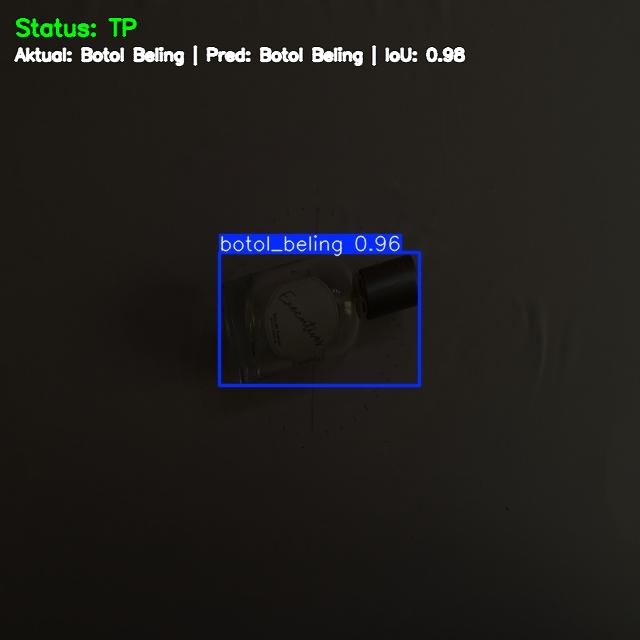 Status: TP
Aktual: Botol Beling | Pred: Botol Beling | IoU: 0.98
botol_beling 0.96